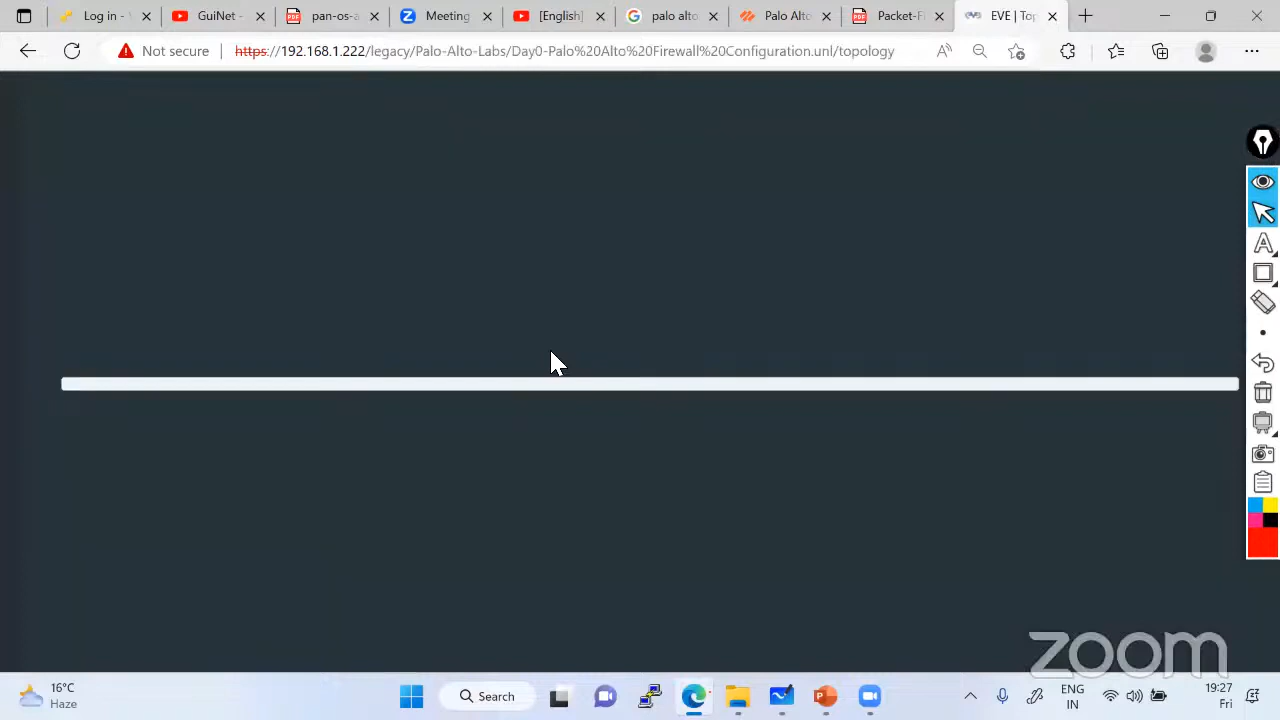 Log in -
GuiNet -
pan-os-a
Meeting
[English]
palo alto
Palo Alto
Packet-F
EVE | Top
Not secure
https://192.168.1.222/legacy/Palo-Alto-Labs/Day0-Palo%20Alto%20Firewall%20Configuration.unl/topology
zoom
16°C
Haze
Search
ENG
IN
19:27
Fri